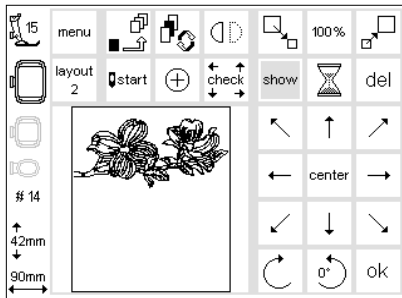 15 menu 100%
layout
2
start check show del
center
# 14
42mm
90mm 0° ok